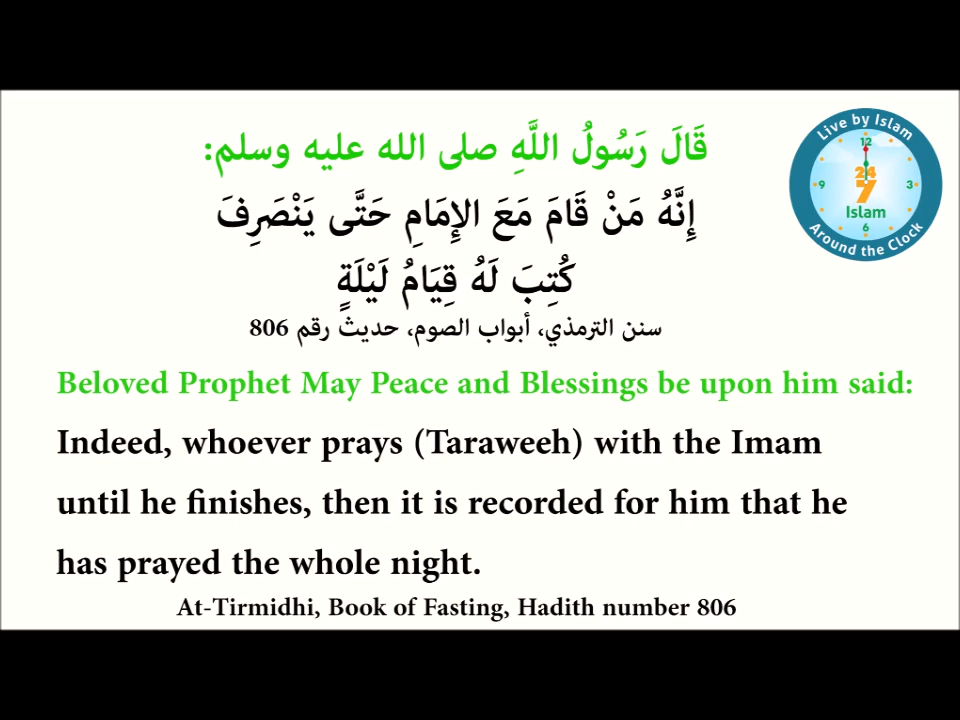 قَالَ رَسُولُ اللَّهِ صلى الله عليه وسلم:
إِنَّهُ مَنْ قَامَ مَعَ الإِمَامِ حَتَّى يَنْصَرِفَ
كُتِبَ لَهُ قِيَامُ لَيْلَةٍ
سنن الترمذي، أبواب الصوم، حديث رقم 806
Beloved Prophet May Peace and Blessings be upon him said:
Indeed, whoever prays (Taraweeh) with the Imam
until he finishes, then it is recorded for him that he
has prayed the whole night.
At-Tirmidhi, Book of Fasting, Hadith number 806
Live by Islam
12
24
9 7 3
Islam
6
Around the Clock